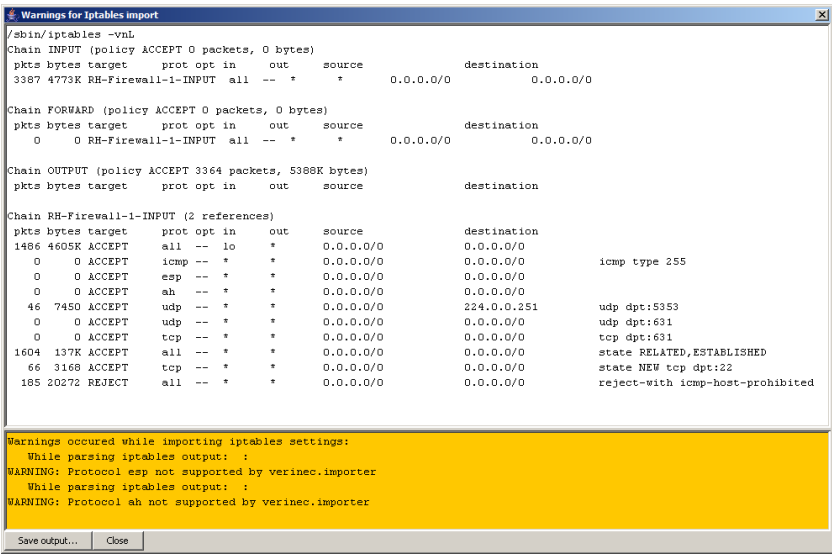 Warnings for Iptables import
/sbin/iptables -vnL
Chain INPUT (policy ACCEPT 0 packets, 0 bytes)
pkts bytes target prot opt in out source destination
3387 4773K RH-Firewall-1-INPUT all -- * * 0.0.0.0/0 0.0.0.0/0
Chain FORWARD (policy ACCEPT 0 packets, 0 bytes)
pkts bytes target prot opt in out source destination
0 0 RH-Firewall-1-INPUT all -- * * 0.0.0.0/0 0.0.0.0/0
Chain OUTPUT (policy ACCEPT 3364 packets, 5388K bytes)
pkts bytes target prot opt in out source destination
Chain RH-Firewall-1-INPUT (2 references)
pkts bytes target prot opt in out source destination
1486 4605K ACCEPT all -- lo * 0.0.0.0/0 0.0.0.0/0
0 0 ACCEPT icmp -- * * 0.0.0.0/0 0.0.0.0/0 icmp type 255
0 0 ACCEPT esp -- * * 0.0.0.0/0 0.0.0.0/0
0 0 ACCEPT ah -- * * 0.0.0.0/0 0.0.0.0/0
46 7450 ACCEPT udp -- * * 0.0.0.0/0 224.0.0.251 udp dpt:5353
0 0 ACCEPT udp -- * * 0.0.0.0/0 0.0.0.0/0 udp dpt:631
0 0 ACCEPT tcp -- * * 0.0.0.0/0 0.0.0.0/0 tcp dpt:631
1604 137K ACCEPT all -- * * 0.0.0.0/0 0.0.0.0/0 state RELATED,ESTABLISHED
66 3168 ACCEPT tcp -- * * 0.0.0.0/0 0.0.0.0/0 state NEW tcp dpt:22
185 20272 REJECT all -- * * 0.0.0.0/0 0.0.0.0/0 reject-with icmp-host-prohibited
Warnings occured while importing iptables settings:
While parsing iptables output: :
WARNING: Protocol esp not supported by verinec.importer
While parsing iptables output: :
WARNING: Protocol ah not supported by verinec.importer
Save output... Close